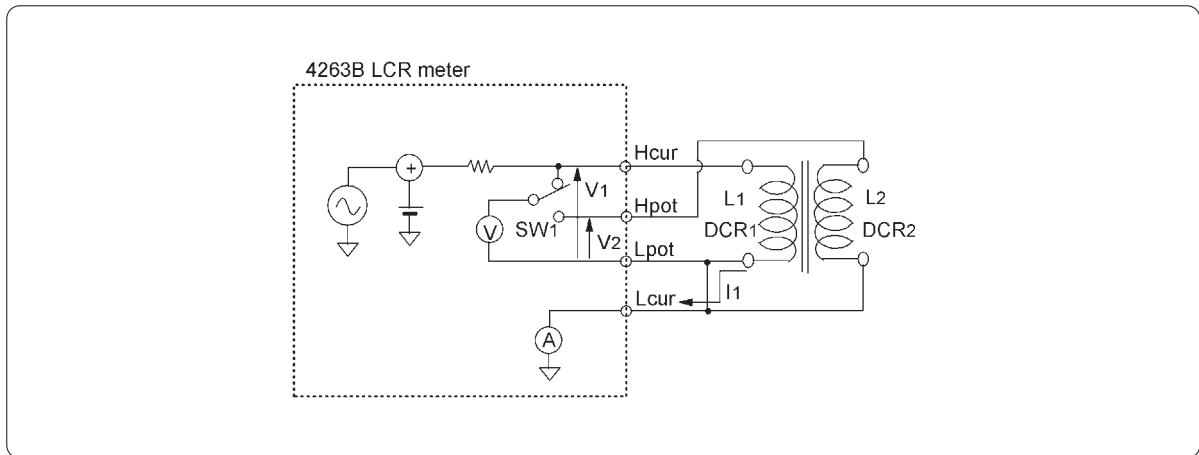 4263B LCR meter
Hcur
V1
L1
L2
Hpot
SW1
DCR1
DCR2
V
V2
Lpot
Lcur
I1
A